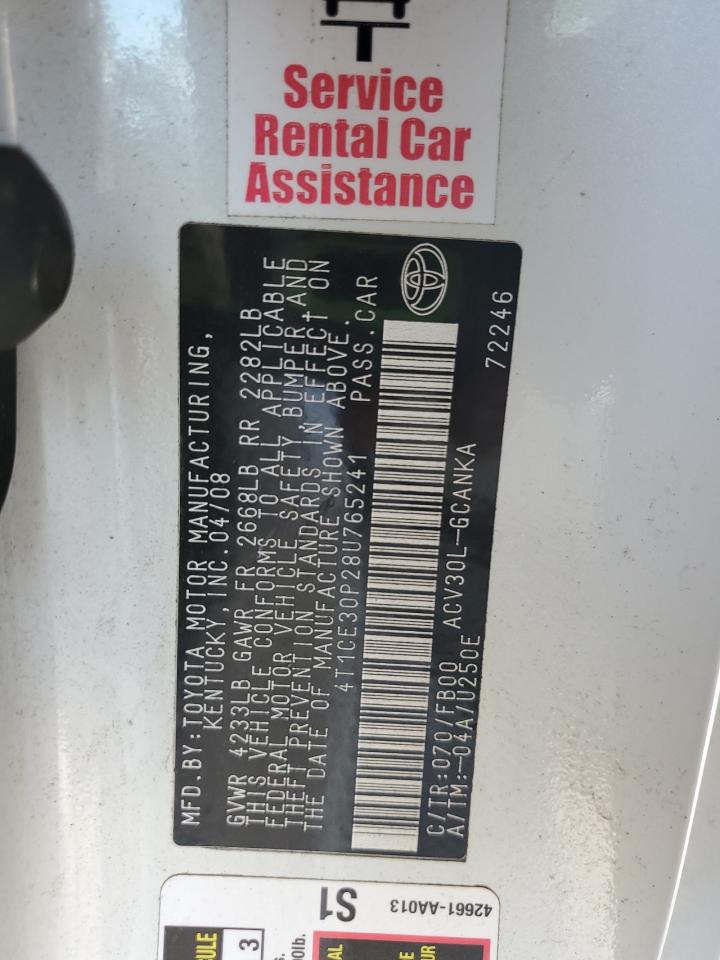 Service
Rental Car
Assistance
MFD.BY:TOYOTA MOTOR MANUFACTURING,
KENTUCKY, INC.04/08
GVWR 4233LB GAWR FR 2668LB RR 2282LB
THIS VEHICLE CONFORMS TO ALL APPLICABLE
FEDERAL MOTOR VEHICLE SAFETY, BUMPER, AND
THEFT PREVENTION STANDARDS IN EFFECT ON
THE DATE OF MANUFACTURE SHOWN ABOVE.
4T1CE30P28U765241 PASS.CAR
C/TR:070/FB00 ACV30L-GCANKA
A/TM:-04A/U250E
72246
42661-AA013
S1
3